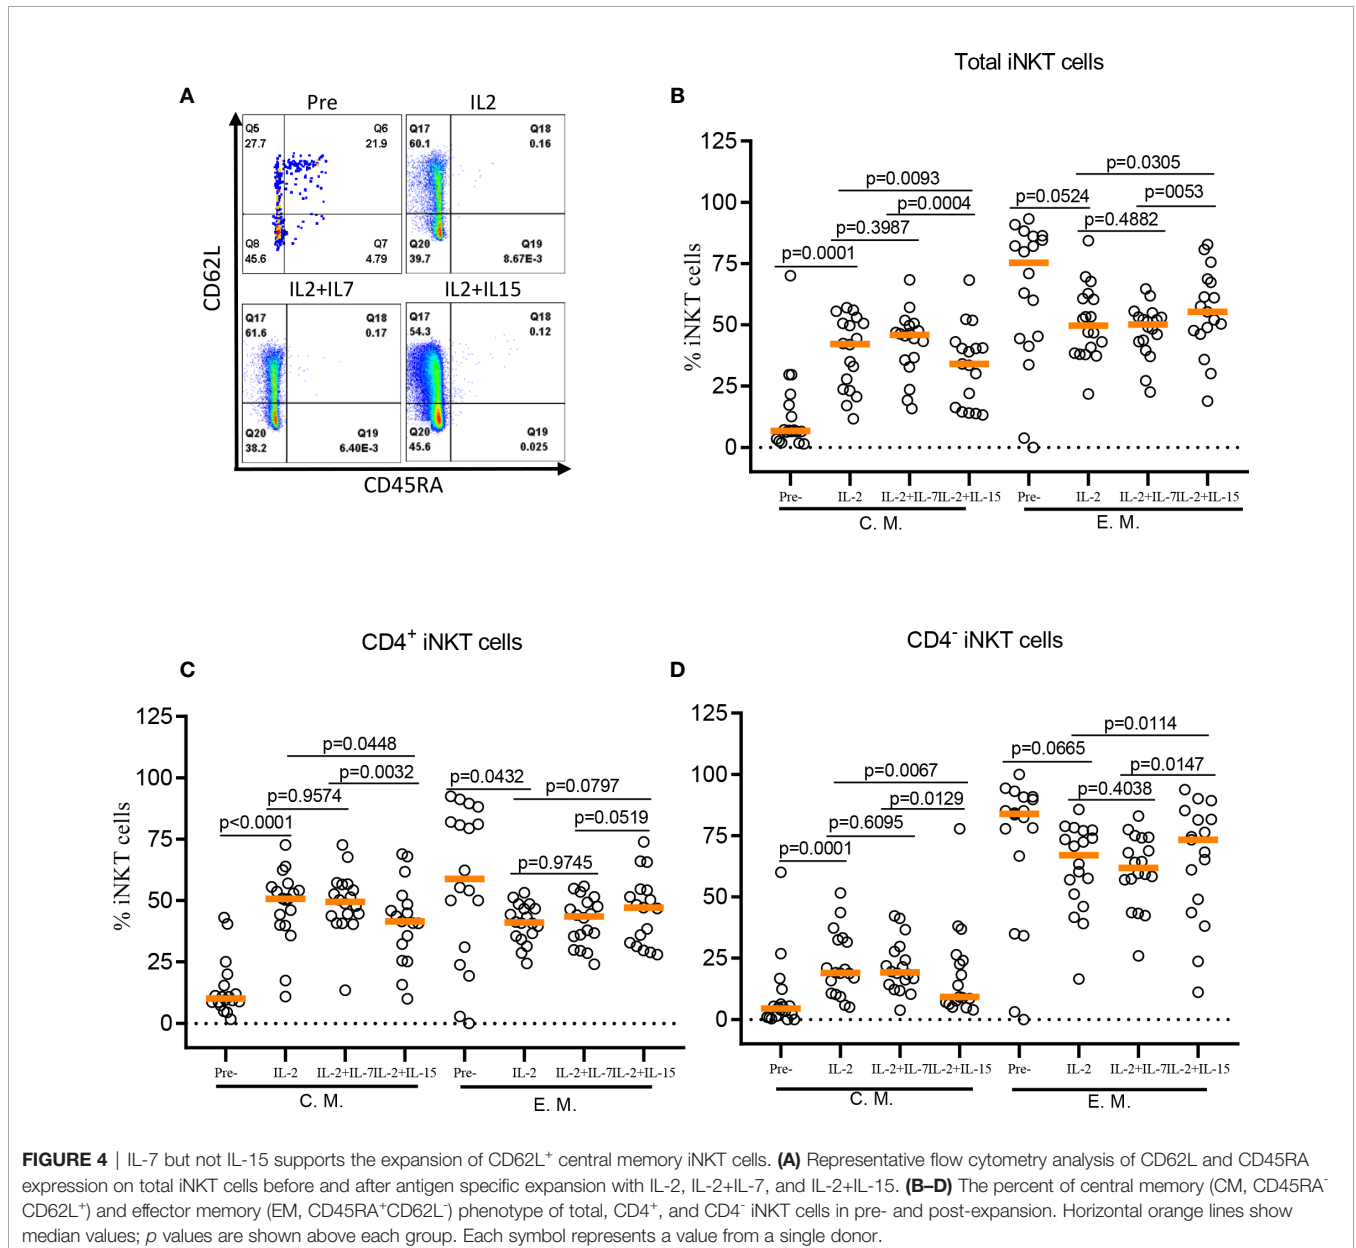 Total iNKT cells
A
B
Pre
IL2
CD62L
Q5
27.7
Q6
21.9
Q8
45.6
Q7
4.79
Q17
60.1
Q18
0.16
Q20
39.7
Q19
8.67E-3
IL2+IL7
IL2+IL15
Q17
61.6
Q18
0.17
Q20
38.2
Q19
6.40E-3
Q17
54.3
Q18
0.12
Q20
45.6
Q19
0.025
CD45RA
% iNKT cells
125
100
75
50
25
0
p=0.0001
p=0.3987
p=0.0004
p=0.0093
p=0.0524
p=0.4882
p=0053
p=0.0305
Pre- IL-2 IL-2+IL-7 IL-2+IL-15 Pre- IL-2 IL-2+IL-7 IL-2+IL-15
C. M. E. M.
CD4+ iNKT cells
C
% iNKT cells
125
100
75
50
25
0
p<0.0001
p=0.9574
p=0.0032
p=0.0448
p=0.0432
p=0.9745
p=0.0519
p=0.0797
Pre- IL-2 IL-2+IL-7 IL-2+IL-15 Pre- IL-2 IL-2+IL-7 IL-2+IL-15
C. M. E. M.
CD4- iNKT cells
D
125
100
75
50
25
0
p=0.0001
p=0.6095
p=0.0129
p=0.0067
p=0.0665
p=0.4038
p=0.0147
p=0.0114
Pre- IL-2 IL-2+IL-7 IL-2+IL-15 Pre- IL-2 IL-2+IL-7 IL-2+IL-15
C. M. E. M.
FIGURE 4 | IL-7 but not IL-15 supports the expansion of CD62L+ central memory iNKT cells. (A) Representative flow cytometry analysis of CD62L and CD45RA
expression on total iNKT cells before and after antigen specific expansion with IL-2, IL-2+IL-7, and IL-2+IL-15. (B–D) The percent of central memory (CM, CD45RA-
CD62L+) and effector memory (EM, CD45RA+CD62L-) phenotype of total, CD4+, and CD4- iNKT cells in pre- and post-expansion. Horizontal orange lines show
median values; p values are shown above each group. Each symbol represents a value from a single donor.